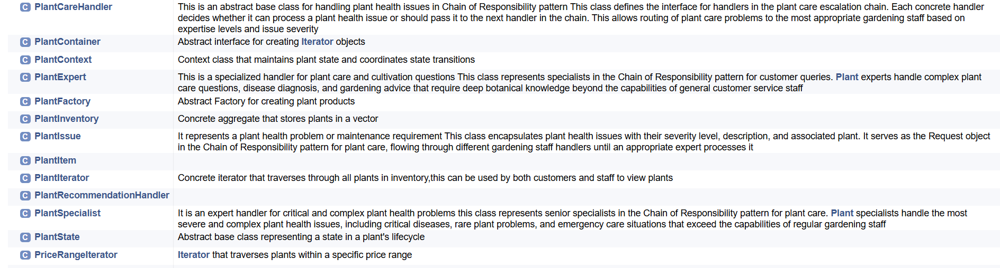 C PlantCareHandler This is an abstract base class for handling plant health issues in Chain of Responsibility pattern This class defines the interface for handlers in the plant care escalation chain. Each concrete handler
decides whether it can process a plant health issue or should pass it to the next handler in the chain. This allows routing of plant care problems to the most appropriate gardening staff based on
expertise levels and issue severity
C PlantContainer Abstract interface for creating Iterator objects
C PlantContext Context class that maintains plant state and coordinates state transitions
C PlantExpert This is a specialized handler for plant care and cultivation questions This class represents specialists in the Chain of Responsibility pattern for customer queries. Plant experts handle complex plant
care questions, disease diagnosis, and gardening advice that require deep botanical knowledge beyond the capabilities of general customer service staff
C PlantFactory Abstract Factory for creating plant products
C PlantInventory Concrete aggregate that stores plants in a vector
C PlantIssue It represents a plant health problem or maintenance requirement This class encapsulates plant health issues with their severity level, description, and associated plant. It serves as the Request object
in the Chain of Responsibility pattern for plant care, flowing through different gardening staff handlers until an appropriate expert processes it
C PlantItem
C PlantIterator Concrete iterator that traverses through all plants in inventory,this can be used by both customers and staff to view plants
C PlantRecommendationHandler
C PlantSpecialist It is an expert handler for critical and complex plant health problems this class represents senior specialists in the Chain of Responsibility pattern for plant care. Plant specialists handle the most
severe and complex plant health issues, including critical diseases, rare plant problems, and emergency care situations that exceed the capabilities of regular gardening staff
C PlantState Abstract base class representing a state in a plant's lifecycle
C PriceRangeIterator Iterator that traverses plants within a specific price range